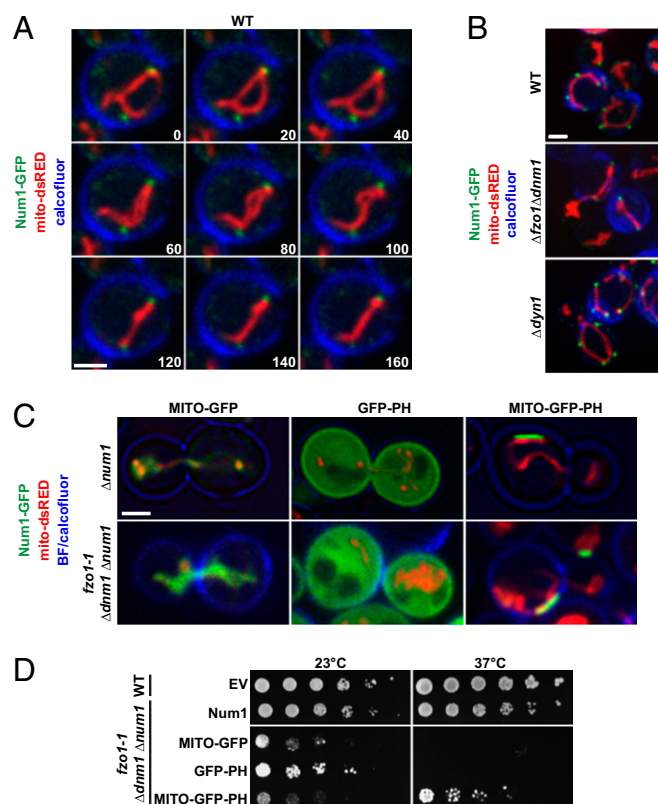 A
WT
Num1-GFP
mito-dsRED
calcofluor
0
20
40
60
80
100
120
140
160
B
Num1-GFP
mito-dsRED
calcofluor
WT
Δfzo1Δdnm1
Δdyn1
C
MITO-GFP
GFP-PH
MITO-GFP-PH
Num1-GFP
mito-dsRED
BF/calcofluor
Δnum1
fzo1-1
Δdnm1 Δnum1
D
23°C
37°C
WT
EV
Num1
fzo1-1
Δdnm1 Δnum1
MITO-GFP
GFP-PH
MITO-GFP-PH